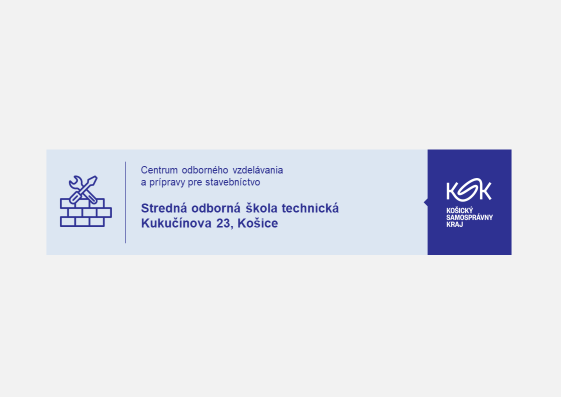 Centrum odborného vzdelávania
a prípravy pre stavebníctvo
Stredná odborná škola technická
Kukučínova 23, Košice
KSK
KOŠICKÝ
SAMOSPRÁVNY
KRAJ